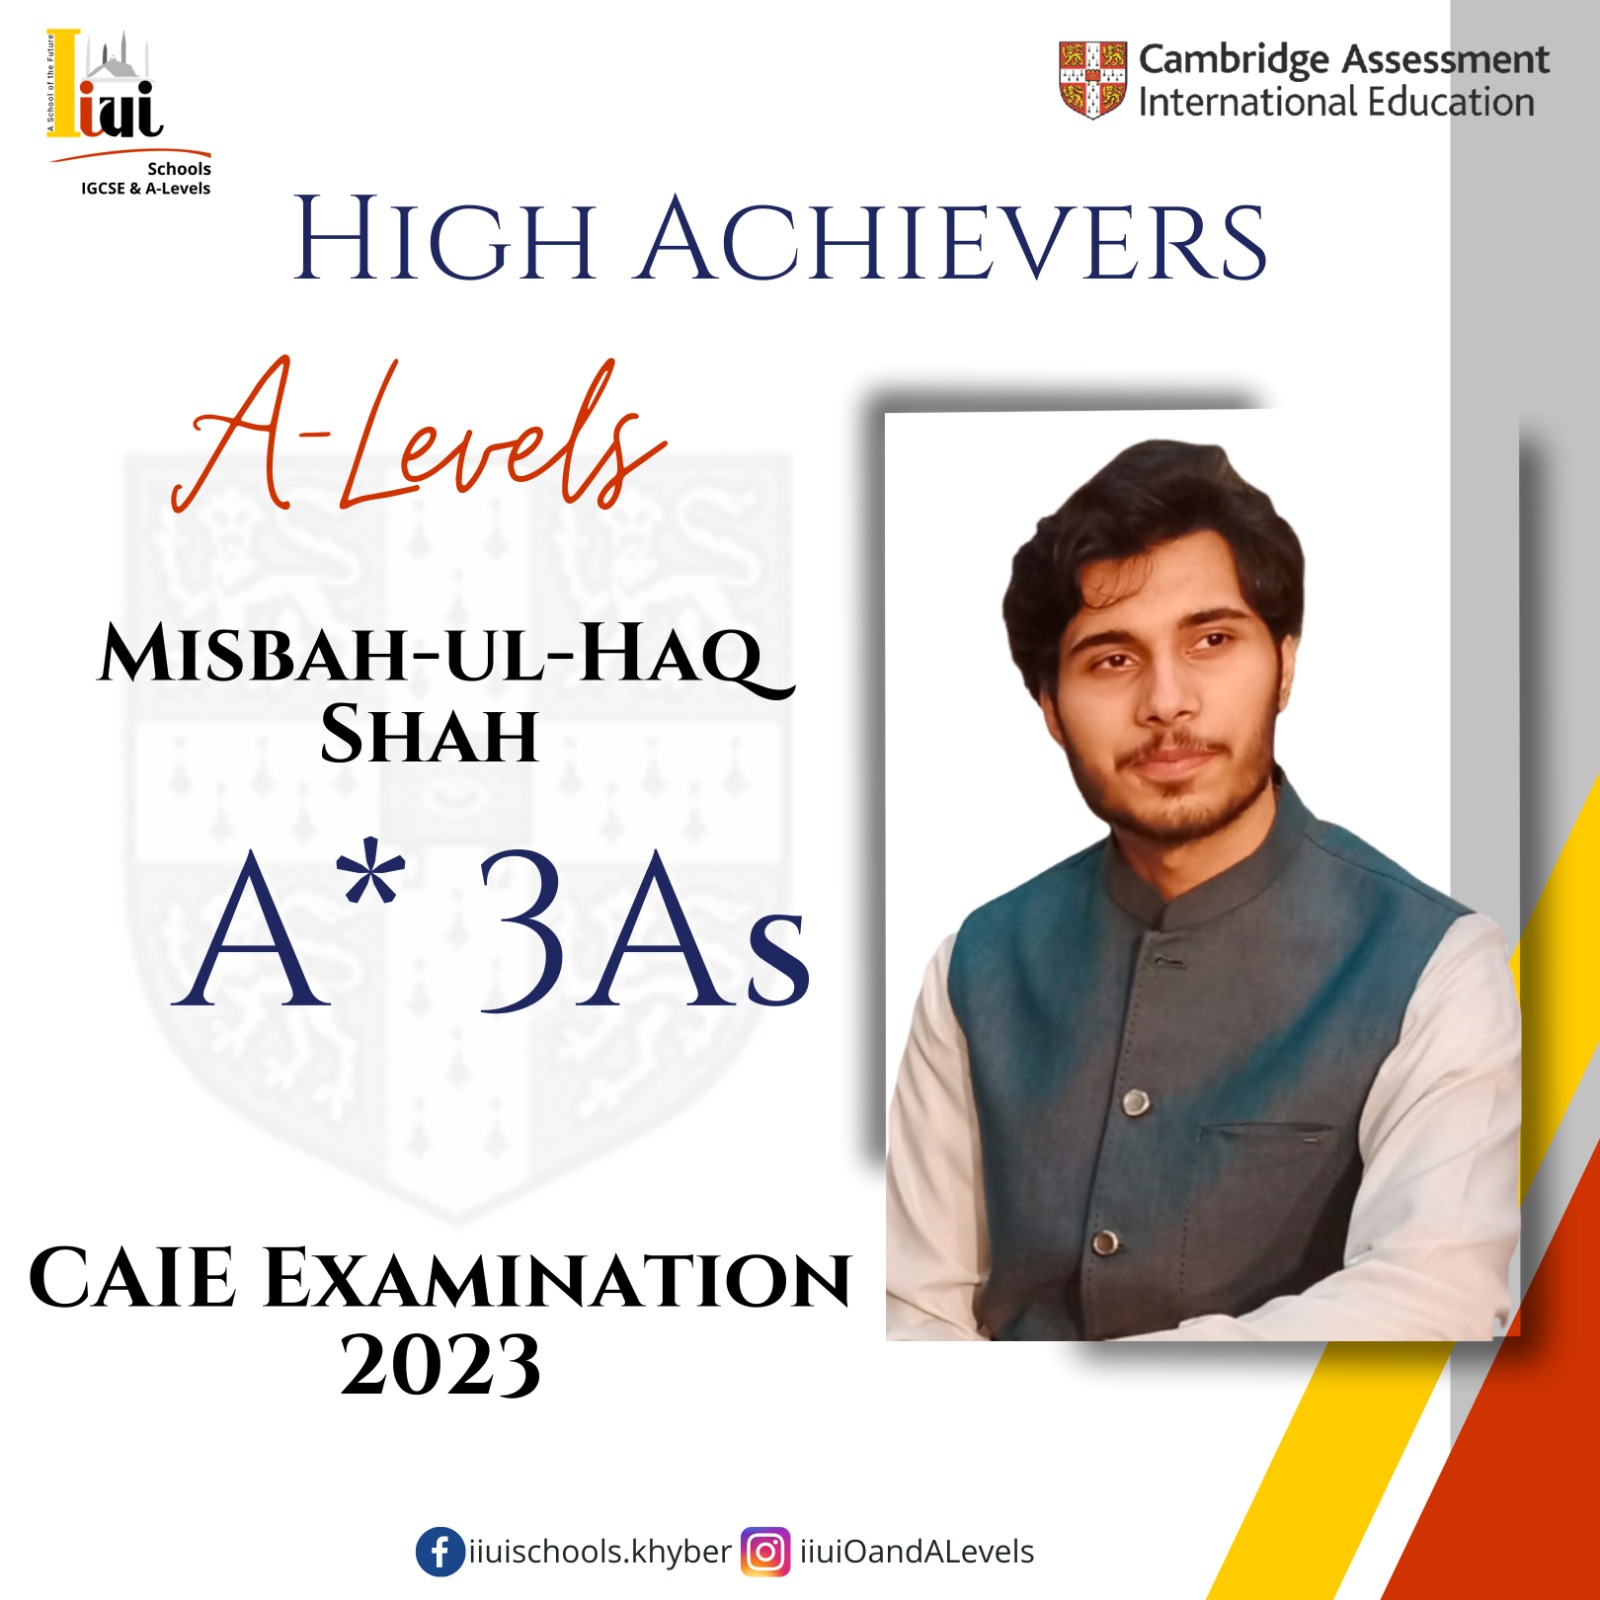 A School of the Future
Iiui
Schools
IGCSE & A-Levels
Cambridge Assessment
International Education
HIGH ACHIEVERS
A-Levels
MISBAH-UL-HAQ
SHAH
A* 3AS
CAIE EXAMINATION
2023
iiuischools.khyber
iiuiOandALevels